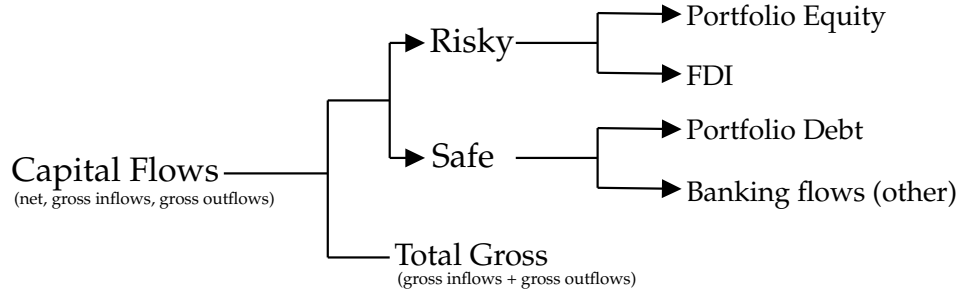 Portfolio Equity
Risky
FDI
Portfolio Debt
Safe
Capital Flows
(net, gross inflows, gross outflows)
Banking flows (other)
Total Gross
(gross inflows + gross outflows)